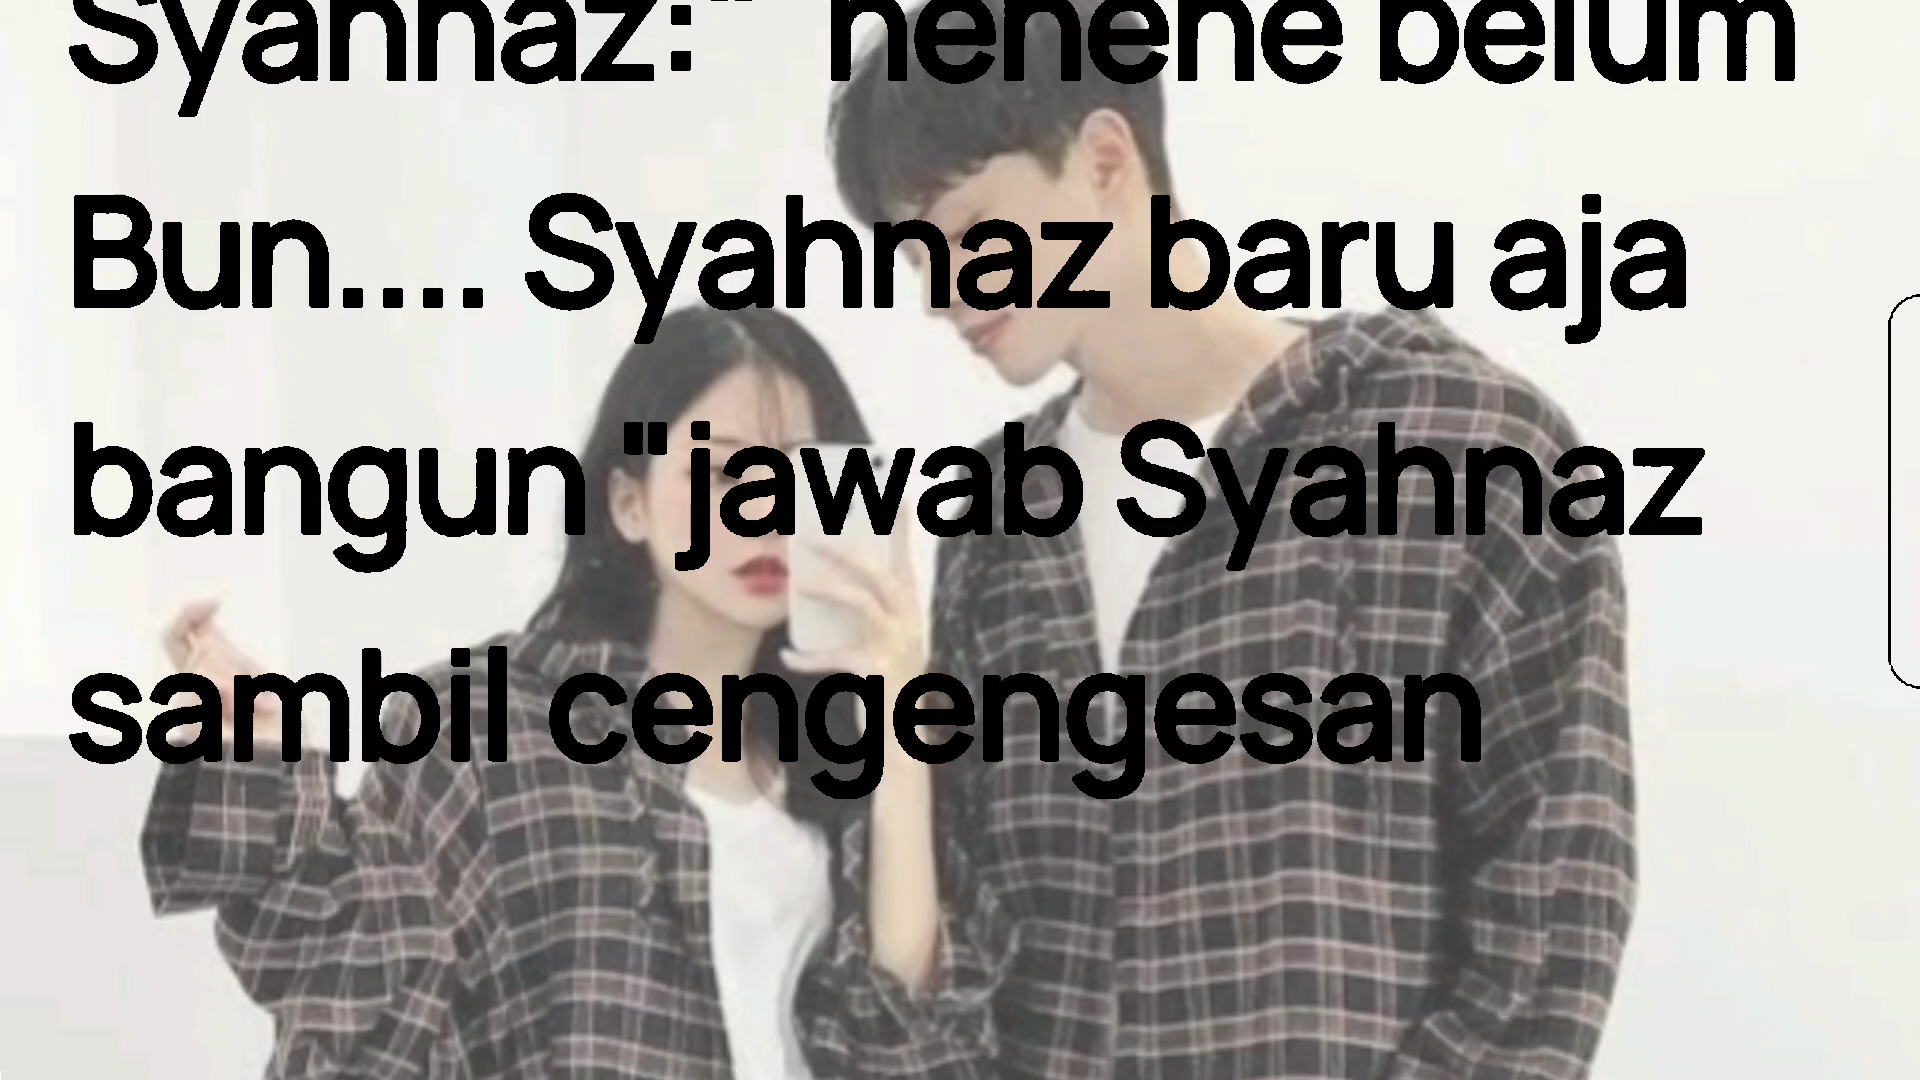 Syahnaz:" hehehe belum
Bun.... Syahnaz baru aja
bangun "jawab Syahnaz
sambil cengengesan